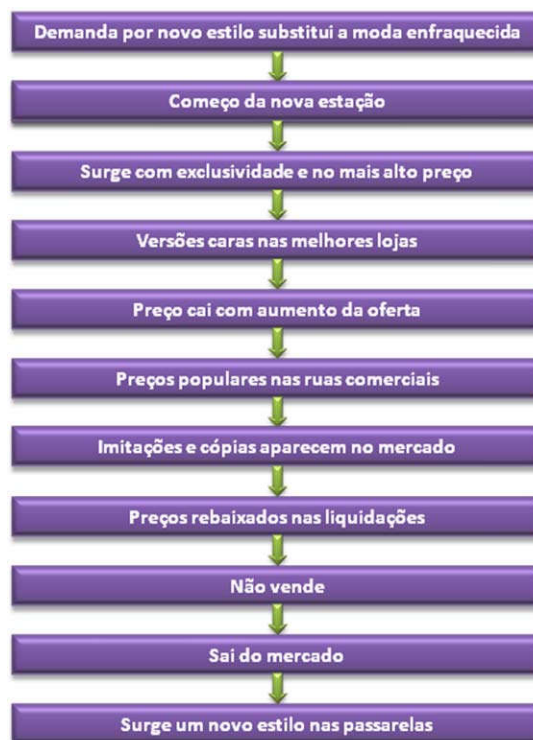 Demanda por novo estilo substitui a moda enfraquecida
Começo da nova estação
Surge com exclusividade e no mais alto preço
Versões caras nas melhores lojas
Preço cai com aumento da oferta
Preços populares nas ruas comerciais
Imitações e cópias aparecem no mercado
Preços rebaixados nas liquidações
Não vende
Sai do mercado
Surge um novo estilo nas passarelas